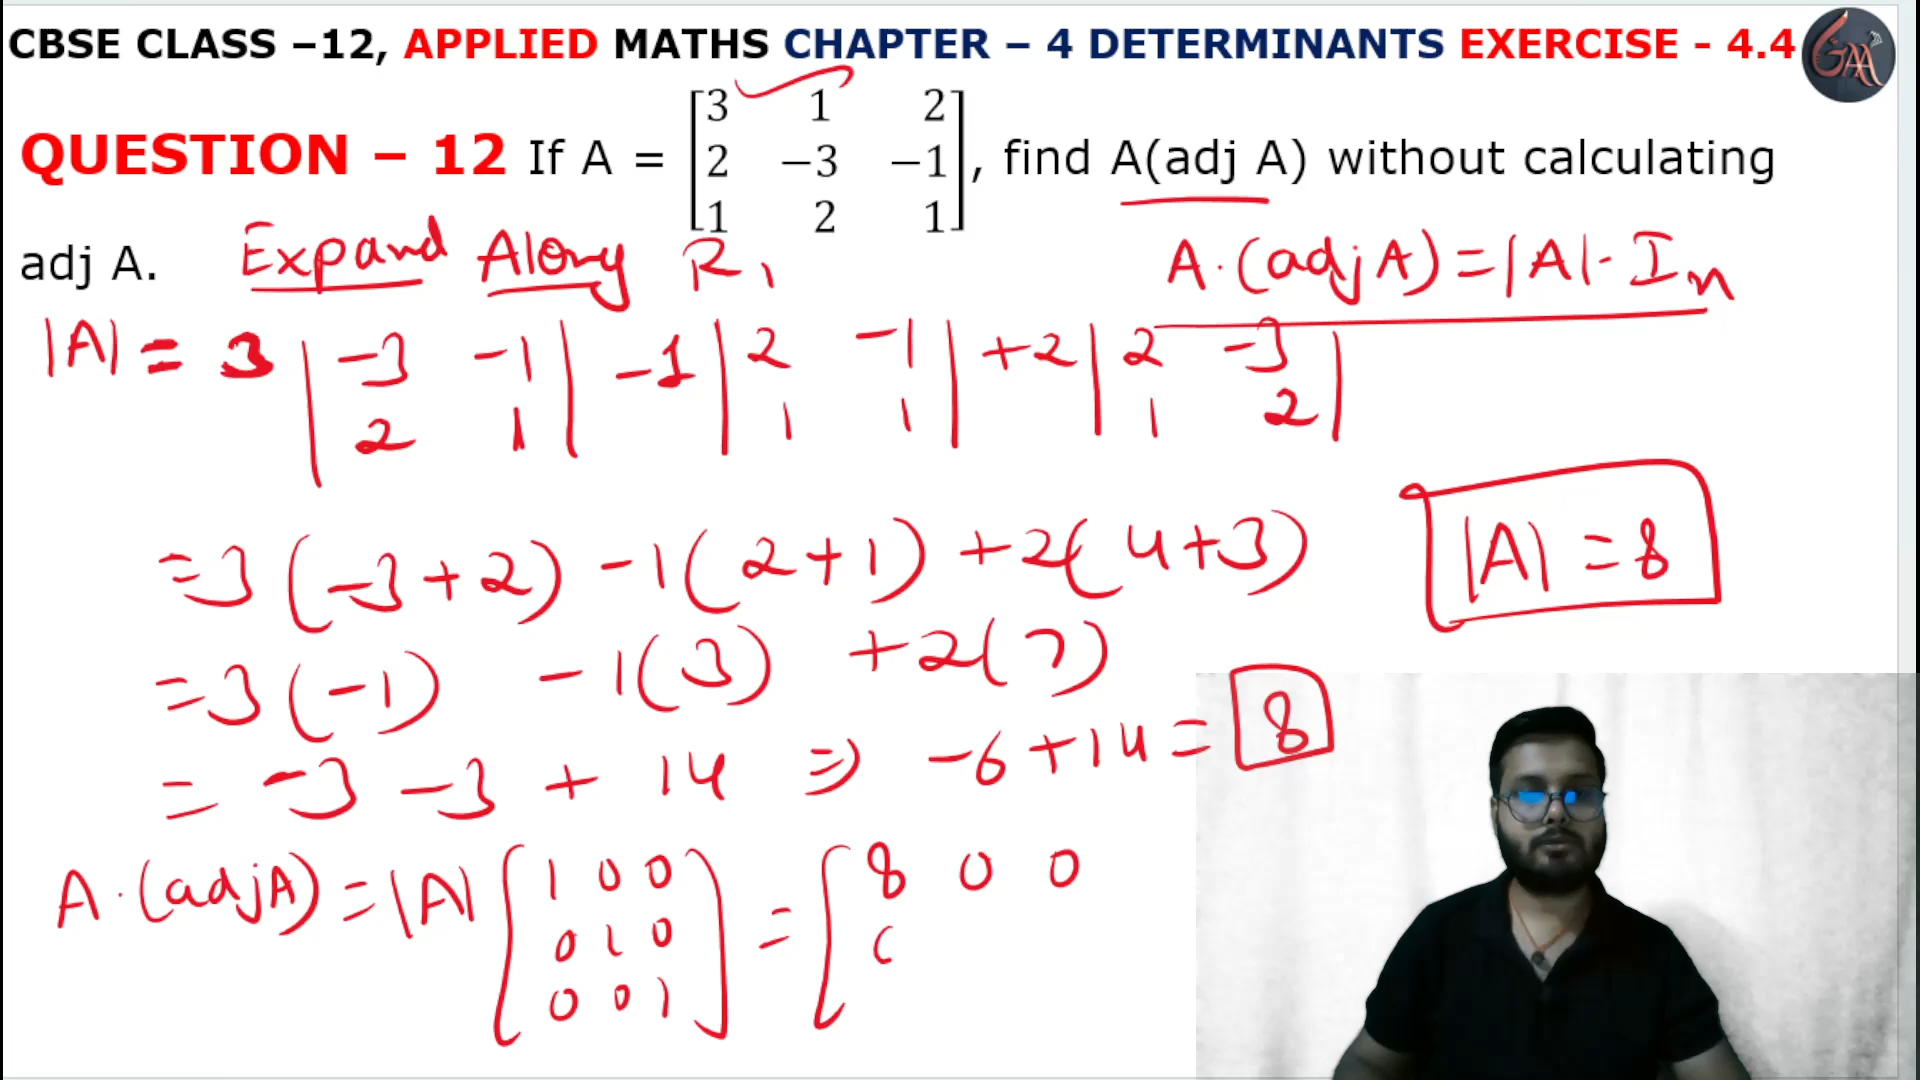 CBSE CLASS –12, APPLIED MATHS CHAPTER – 4 DETERMINANTS EXERCISE - 4.4
GAA
QUESTION – 12 If A = [3 1 2; 2 −3 −1; 1 2 1], find A(adj A) without calculating
adj A.
Expand Along R1
A.(adjA)=|A|.In
|A| = 3 |-3 -1; 2 1| -1 |2 -1; 1 1| +2 |2 -3; 1 2|
=3(-3+2) -1(2+1) +2(4+3)
|A| = 8
=3(-1) -1(3) +2(7)
= -3 -3 + 14 ⇒ -6+14 = 8
A.(adjA) = |A| [1 0 0; 0 1 0; 0 0 1] = [8 0 0